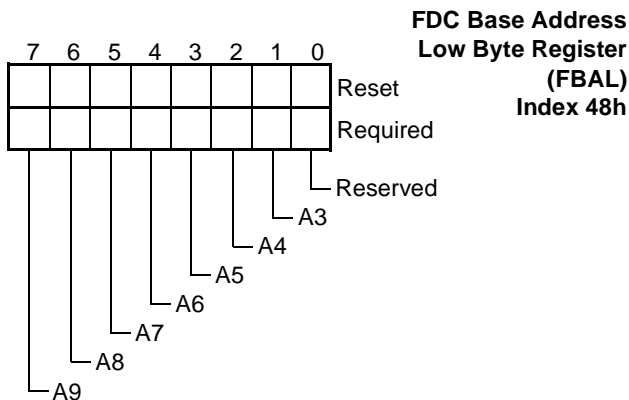 FDC Base Address
Low Byte Register
(FBAL)
Index 48h
7 6 5 4 3 2 1 0
Reset
Required
Reserved
A3
A4
A5
A6
A7
A8
A9